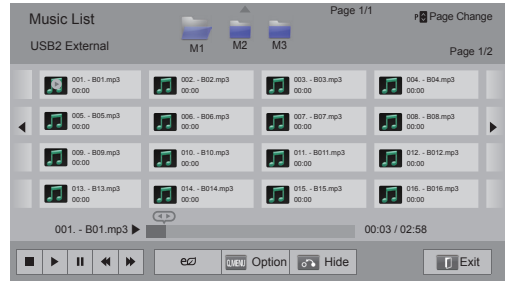 Music List
Page 1/1
P Page Change
USB2 External
M1 M2 M3
Page 1/2
001. - B01.mp3
00:00
002. - B02.mp3
00:00
003. - B03.mp3
00:00
004. - B04.mp3
00:00
005. - B05.mp3
00:00
006. - B06.mp3
00:00
007. - B07.mp3
00:00
008. - B08.mp3
00:00
009. - B09.mp3
00:00
010. - B10.mp3
00:00
011. - B011.mp3
00:00
012. - B012.mp3
00:00
013. - B13.mp3
00:00
014. - B014.mp3
00:00
015. - B15.mp3
00:00
016. - B016.mp3
00:00
001. - B01.mp3
00:03 / 02:58
Q.MENU Option Hide Exit